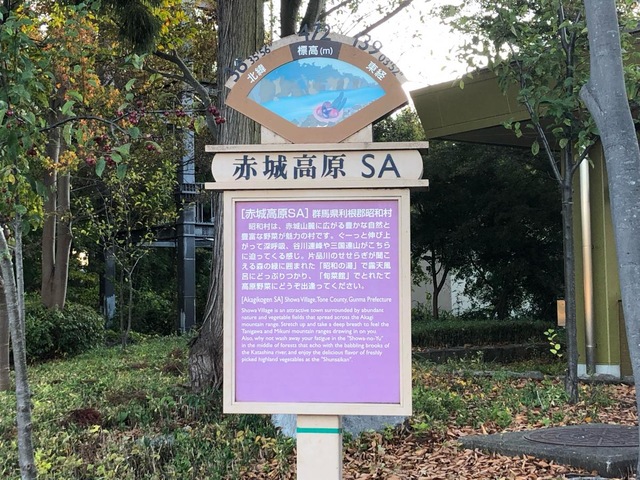 標高(m)
472
北緯
36 35'56
東経
139 03'57
赤城高原 SA
[赤城高原SA] 群馬県利根郡昭和村
昭和村は、赤城山麓に広がる豊かな自然と
豊富な野菜が魅力の村です。ぐーっと伸び上
がって深呼吸、谷川連峰や三国連山がこちら
に迫ってくる感じ。片品川のせせらぎが聞こ
える森の緑に囲まれた「昭和の湯」で露天風
呂にどっぷりつかり、「旬菜館」でとれたて
高原野菜にどうぞ出逢ってください。
[Akagikogen SA] Showa Village, Tone County, Gunma Prefecture
Showa Village is an attractive town surrounded by abundant
nature and vegetable fields that spread across the Akagi
mountain range. Stretch up and take a deep breath to feel the
Tanigawa and Mikuni mountain ranges drawing in on you.
Also, why not wash away your fatigue in the "Showa-no-Yu"
in the middle of forests that echo with the babbling brooks of
the Katashina river, and enjoy the delicious flavor of freshly
picked highland vegetables at the "Shunsaikan".